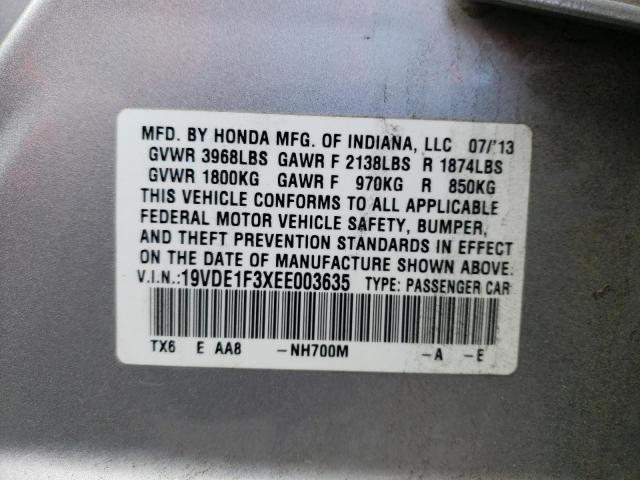 MFD. BY HONDA MFG. OF INDIANA, LLC 07/'13
GVWR 3968LBS GAWR F 2138LBS R 1874LBS
GVWR 1800KG GAWR F 970KG R 850KG
THIS VEHICLE CONFORMS TO ALL APPLICABLE
FEDERAL MOTOR VEHICLE SAFETY, BUMPER,
AND THEFT PREVENTION STANDARDS IN EFFECT
ON THE DATE OF MANUFACTURE SHOWN ABOVE.
V.I.N.:19VDE1F3XEE003635 TYPE: PASSENGER CAR
TX6 E AA8 -NH700M -A -E